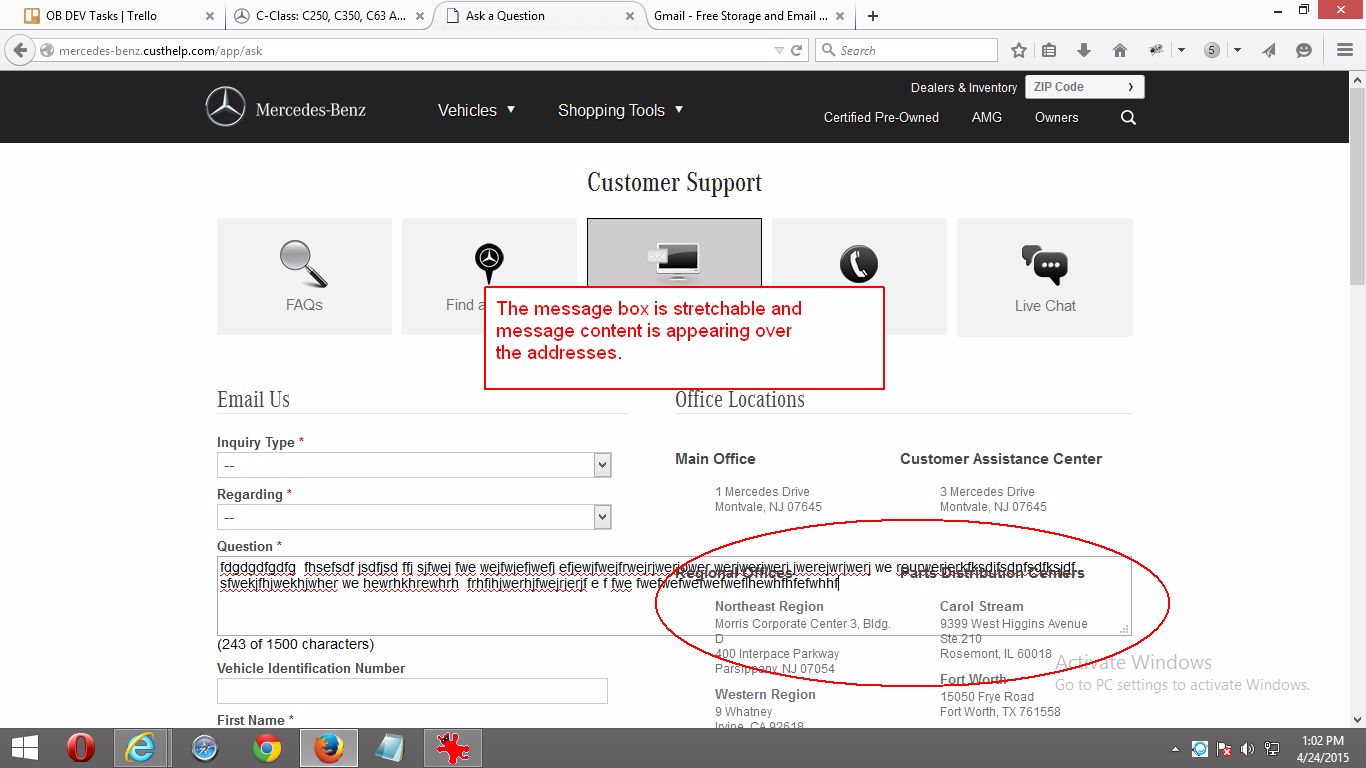 OB DEV Tasks | Trello
C-Class: C250, C350, C63 A...
Ask a Question
Gmail - Free Storage and Email ...
mercedes-benz.custhelp.com/app/ask
Search
5
Dealers & Inventory
ZIP Code
Mercedes-Benz
Vehicles
Shopping Tools
Certified Pre-Owned
AMG
Owners
Customer Support
FAQs
Find a
Live Chat
The message box is stretchable and
message content is appearing over
the addresses.
Email Us
Office Locations
Inquiry Type *
--
Regarding *
--
Question *
fdgdgdfgdfg fhsefsdf jsdfjsd ffj sjfwej fwe wejfwjefjwefj
sfwekjfhjwekhjwher we hewrhkhrewhrh frhfihjwerhjfwejrjerjf e f fwe
(243 of 1500 characters)
Vehicle Identification Number
First Name *
Main Office
1 Mercedes Drive
Montvale, NJ 07645
Customer Assistance Center
3 Mercedes Drive
Montvale, NJ 07645
Regional Offices
Northeast Region
Morris Corporate Center 3, Bldg.
D
400 Interpace Parkway
Parsippany, NJ 07054
Western Region
9 Whatney
Irvine, CA 92618
Parts Distribution Centers
Carol Stream
9399 West Higgins Avenue
Ste.210
Rosemont, IL 60018
Fort Worth
15050 Frye Road
Fort Worth, TX 761558
Activate Windows
Go to PC settings to activate Windows.
1:02 PM
4/24/2015